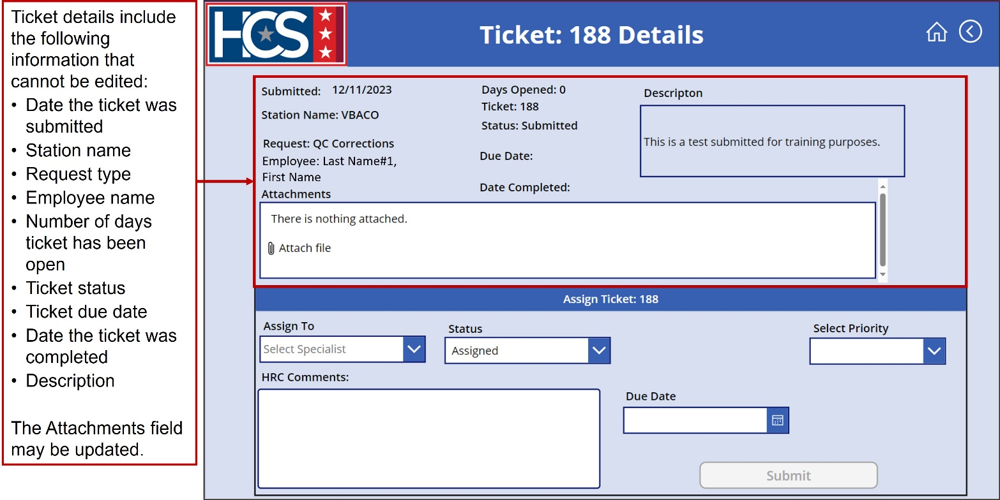 Ticket details include
the following
information that
cannot be edited:
• Date the ticket was
submitted
• Station name
• Request type
• Employee name
• Number of days
ticket has been
open
• Ticket status
• Ticket due date
• Date the ticket was
completed
• Description
The Attachments field
may be updated.
HCS
Ticket: 188 Details
Submitted: 12/11/2023
Station Name: VBACO
Request: QC Corrections
Employee: Last Name#1,
First Name
Days Opened: 0
Ticket: 188
Status: Submitted
Due Date:
Date Completed:
Descripton
This is a test submitted for training purposes.
Attachments
There is nothing attached.
Attach file
Assign Ticket: 188
Assign To
Select Specialist
Status
Assigned
Select Priority
HRC Comments:
Due Date
Submit